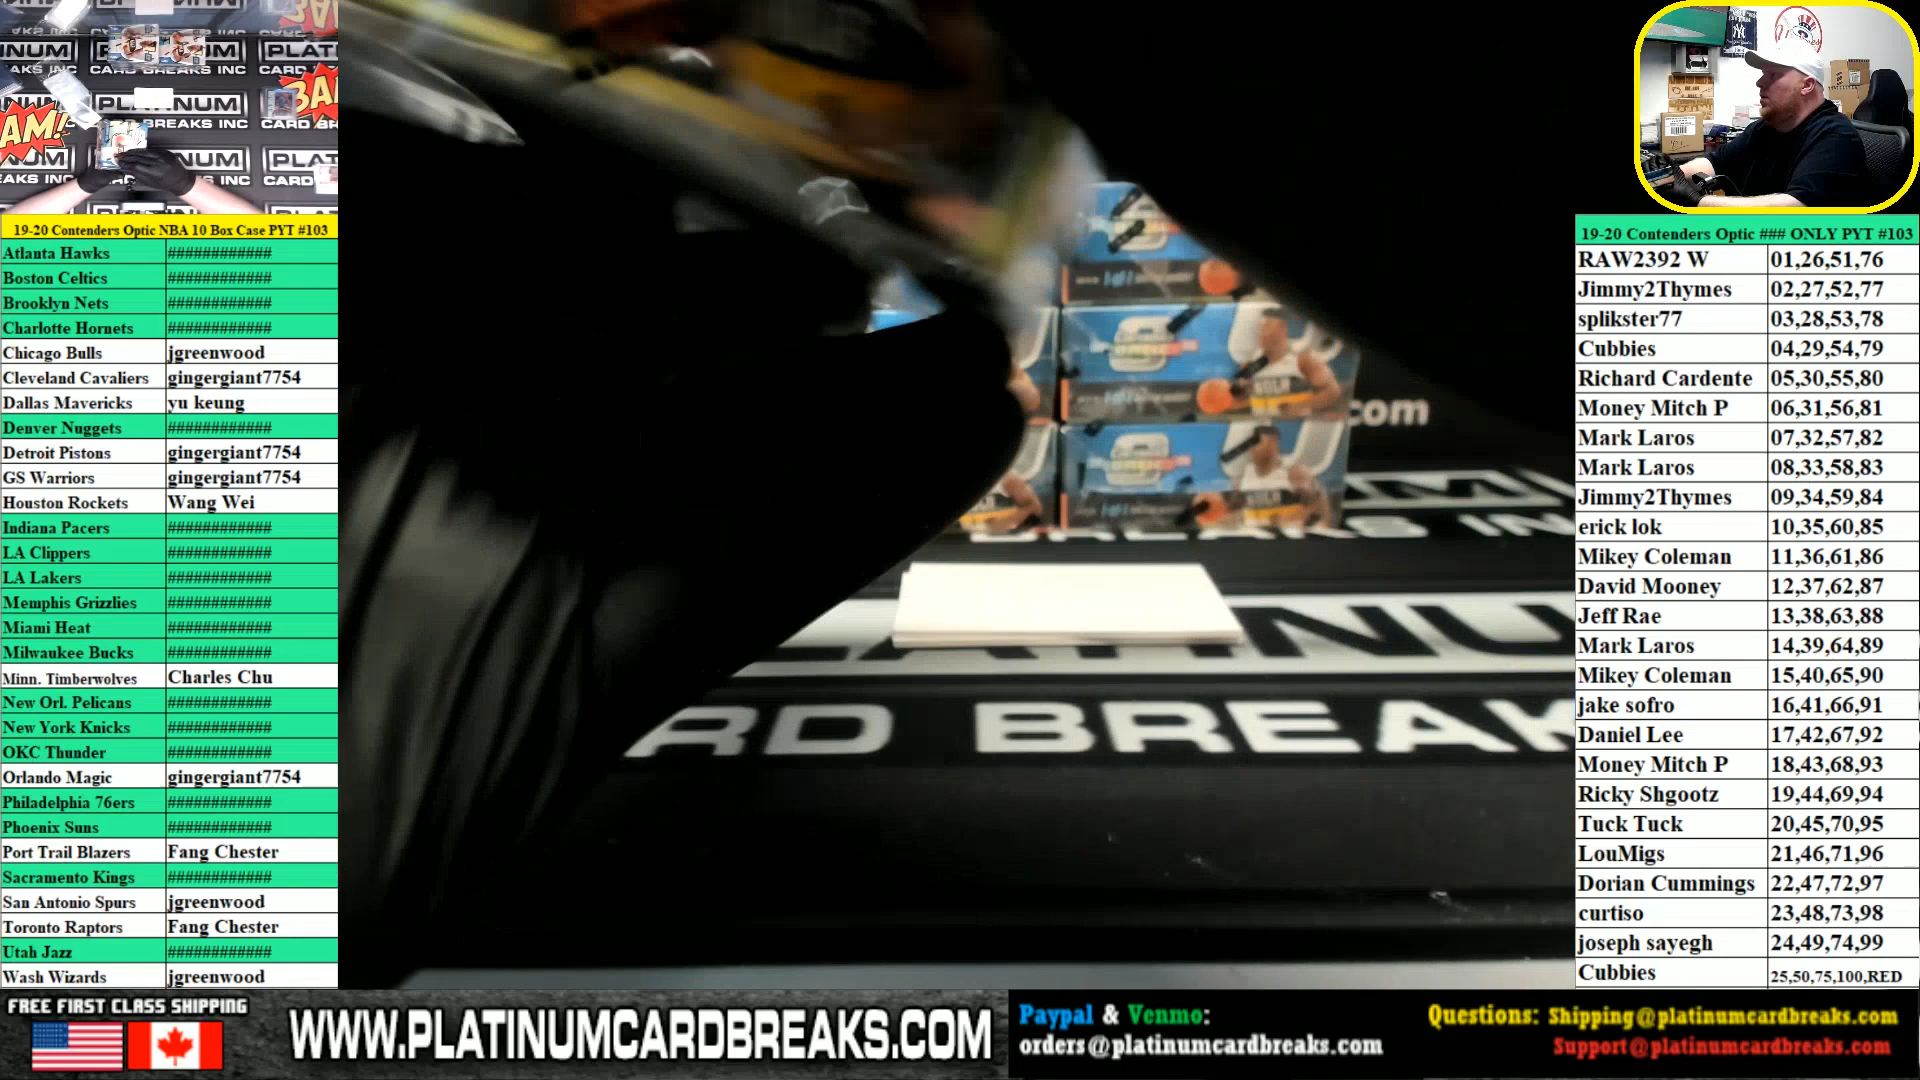 19-20 Contenders Optic NBA 10 Box Case PYT #103
Atlanta Hawks ############
Boston Celtics ############
Brooklyn Nets ############
Charlotte Hornets ############
Chicago Bulls jgreenwood
Cleveland Cavaliers gingergiant7754
Dallas Mavericks yu keung
Denver Nuggets ############
Detroit Pistons gingergiant7754
GS Warriors gingergiant7754
Houston Rockets Wang Wei
Indiana Pacers ############
LA Clippers ############
LA Lakers ############
Memphis Grizzlies ############
Miami Heat ############
Milwaukee Bucks ############
Minn. Timberwolves Charles Chu
New Orl. Pelicans ############
New York Knicks ############
OKC Thunder ############
Orlando Magic gingergiant7754
Philadelphia 76ers ############
Phoenix Suns ############
Port Trail Blazers Fang Chester
Sacramento Kings ############
San Antonio Spurs jgreenwood
Toronto Raptors Fang Chester
Utah Jazz ############
Wash Wizards jgreenwood
.com
BREAKS IN
PLATINU
RD BREAK
19-20 Contenders Optic ### ONLY PYT #103
RAW2392 W 01,26,51,76
Jimmy2Thymes 02,27,52,77
splikster77 03,28,53,78
Cubbies 04,29,54,79
Richard Cardente 05,30,55,80
Money Mitch P 06,31,56,81
Mark Laros 07,32,57,82
Mark Laros 08,33,58,83
Jimmy2Thymes 09,34,59,84
erick lok 10,35,60,85
Mikey Coleman 11,36,61,86
David Mooney 12,37,62,87
Jeff Rae 13,38,63,88
Mark Laros 14,39,64,89
Mikey Coleman 15,40,65,90
jake sofro 16,41,66,91
Daniel Lee 17,42,67,92
Money Mitch P 18,43,68,93
Ricky Shgootz 19,44,69,94
Tuck Tuck 20,45,70,95
LouMigs 21,46,71,96
Dorian Cummings 22,47,72,97
curtiso 23,48,73,98
joseph sayegh 24,49,74,99
Cubbies 25,50,75,100,RED
FREE FIRST CLASS SHIPPING
WWW.PLATINUMCARDBREAKS.COM
Paypal & Venmo:
orders@platinumcardbreaks.com
Questions: Shipping@platinumcardbreaks.com
Support@platinumcardbreaks.com